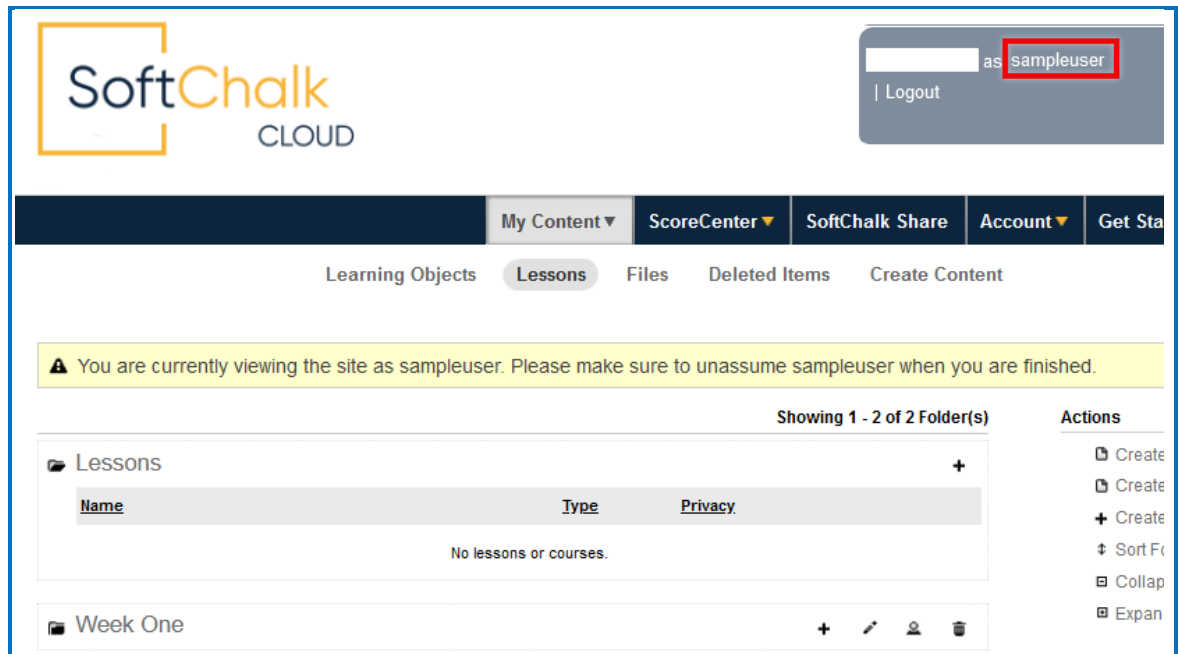 SoftChalk
CLOUD
as sampleuser
| Logout
My Content ScoreCenter SoftChalk Share Account Get Sta
Learning Objects Lessons Files Deleted Items Create Content
You are currently viewing the site as sampleuser. Please make sure to unassume sampleuser when you are finished.
Showing 1 - 2 of 2 Folder(s)
Actions
Lessons
Name Type Privacy
No lessons or courses.
Week One
Create
Create
+ Create
Sort Fo
Collap
Expan